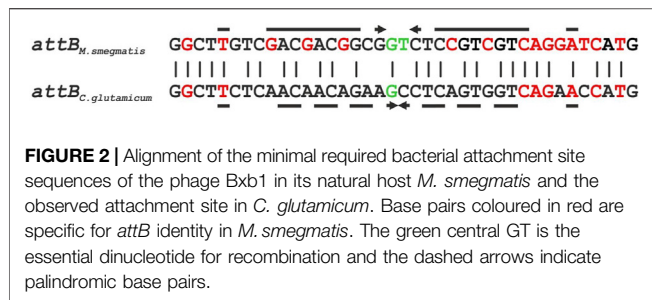 attB M. smegmatis GGCTTGTCGACGACGGCGGTCTCCGTCGTCAGGATCATG
attB C. glutamicum GGCTTCTCAACAACAGAAGCCTCAGTGGTCAGAACCATG
FIGURE 2 | Alignment of the minimal required bacterial attachment site
sequences of the phage Bxb1 in its natural host M. smegmatis and the
observed attachment site in C. glutamicum. Base pairs coloured in red are
specific for attB identity in M. smegmatis. The green central GT is the
essential dinucleotide for recombination and the dashed arrows indicate
palindromic base pairs.